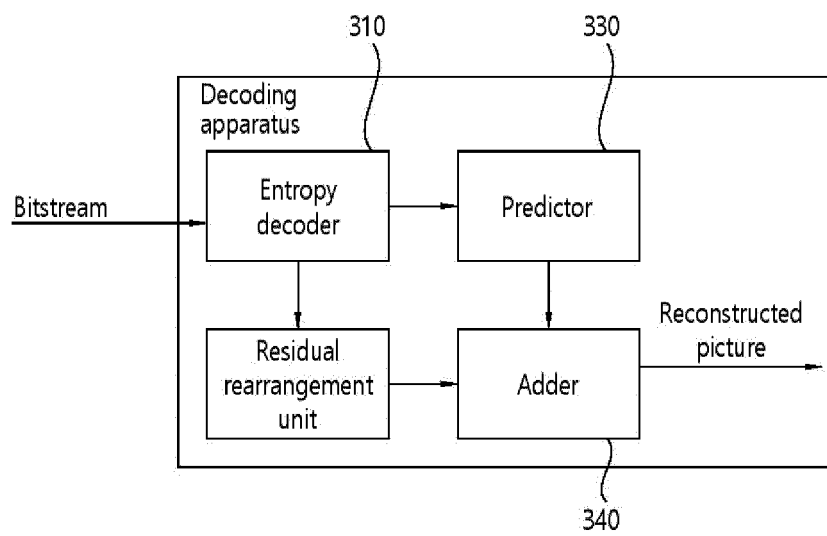 310
330
Decoding
apparatus
Bitstream
Entropy
decoder
Predictor
Residual
rearrangement
unit
Adder
Reconstructed
picture
340